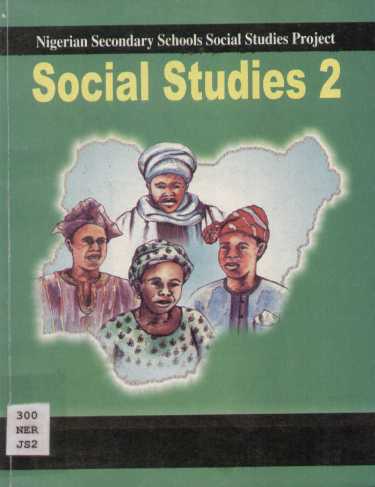 Nigerian Secondary Schools Social Studies Project
Social Studies 2
300
NER
JS2